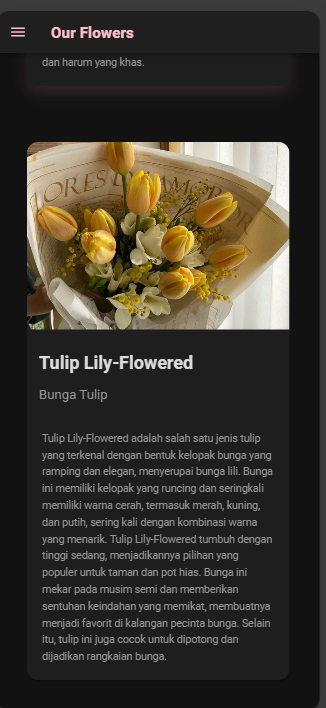 Our Flowers
dan harum yang khas.
LORES
AMOR
Tulip Lily-Flowered
Bunga Tulip
Tulip Lily-Flowered adalah salah satu jenis tulip
yang terkenal dengan bentuk kelopak bunga yang
ramping dan elegan, menyerupai bunga lili. Bunga
ini memiliki kelopak yang runcing dan seringkali
memiliki warna cerah, termasuk merah, kuning,
dan putih, sering kali dengan kombinasi warna
yang menarik. Tulip Lily-Flowered tumbuh dengan
tinggi sedang, menjadikannya pilihan yang
populer untuk taman dan pot hias. Bunga ini
mekar pada musim semi dan memberikan
sentuhan keindahan yang memikat, membuatnya
menjadi favorit di kalangan pecinta bunga. Selain
itu, tulip ini juga cocok untuk dipotong dan
dijadikan rangkaian bunga.